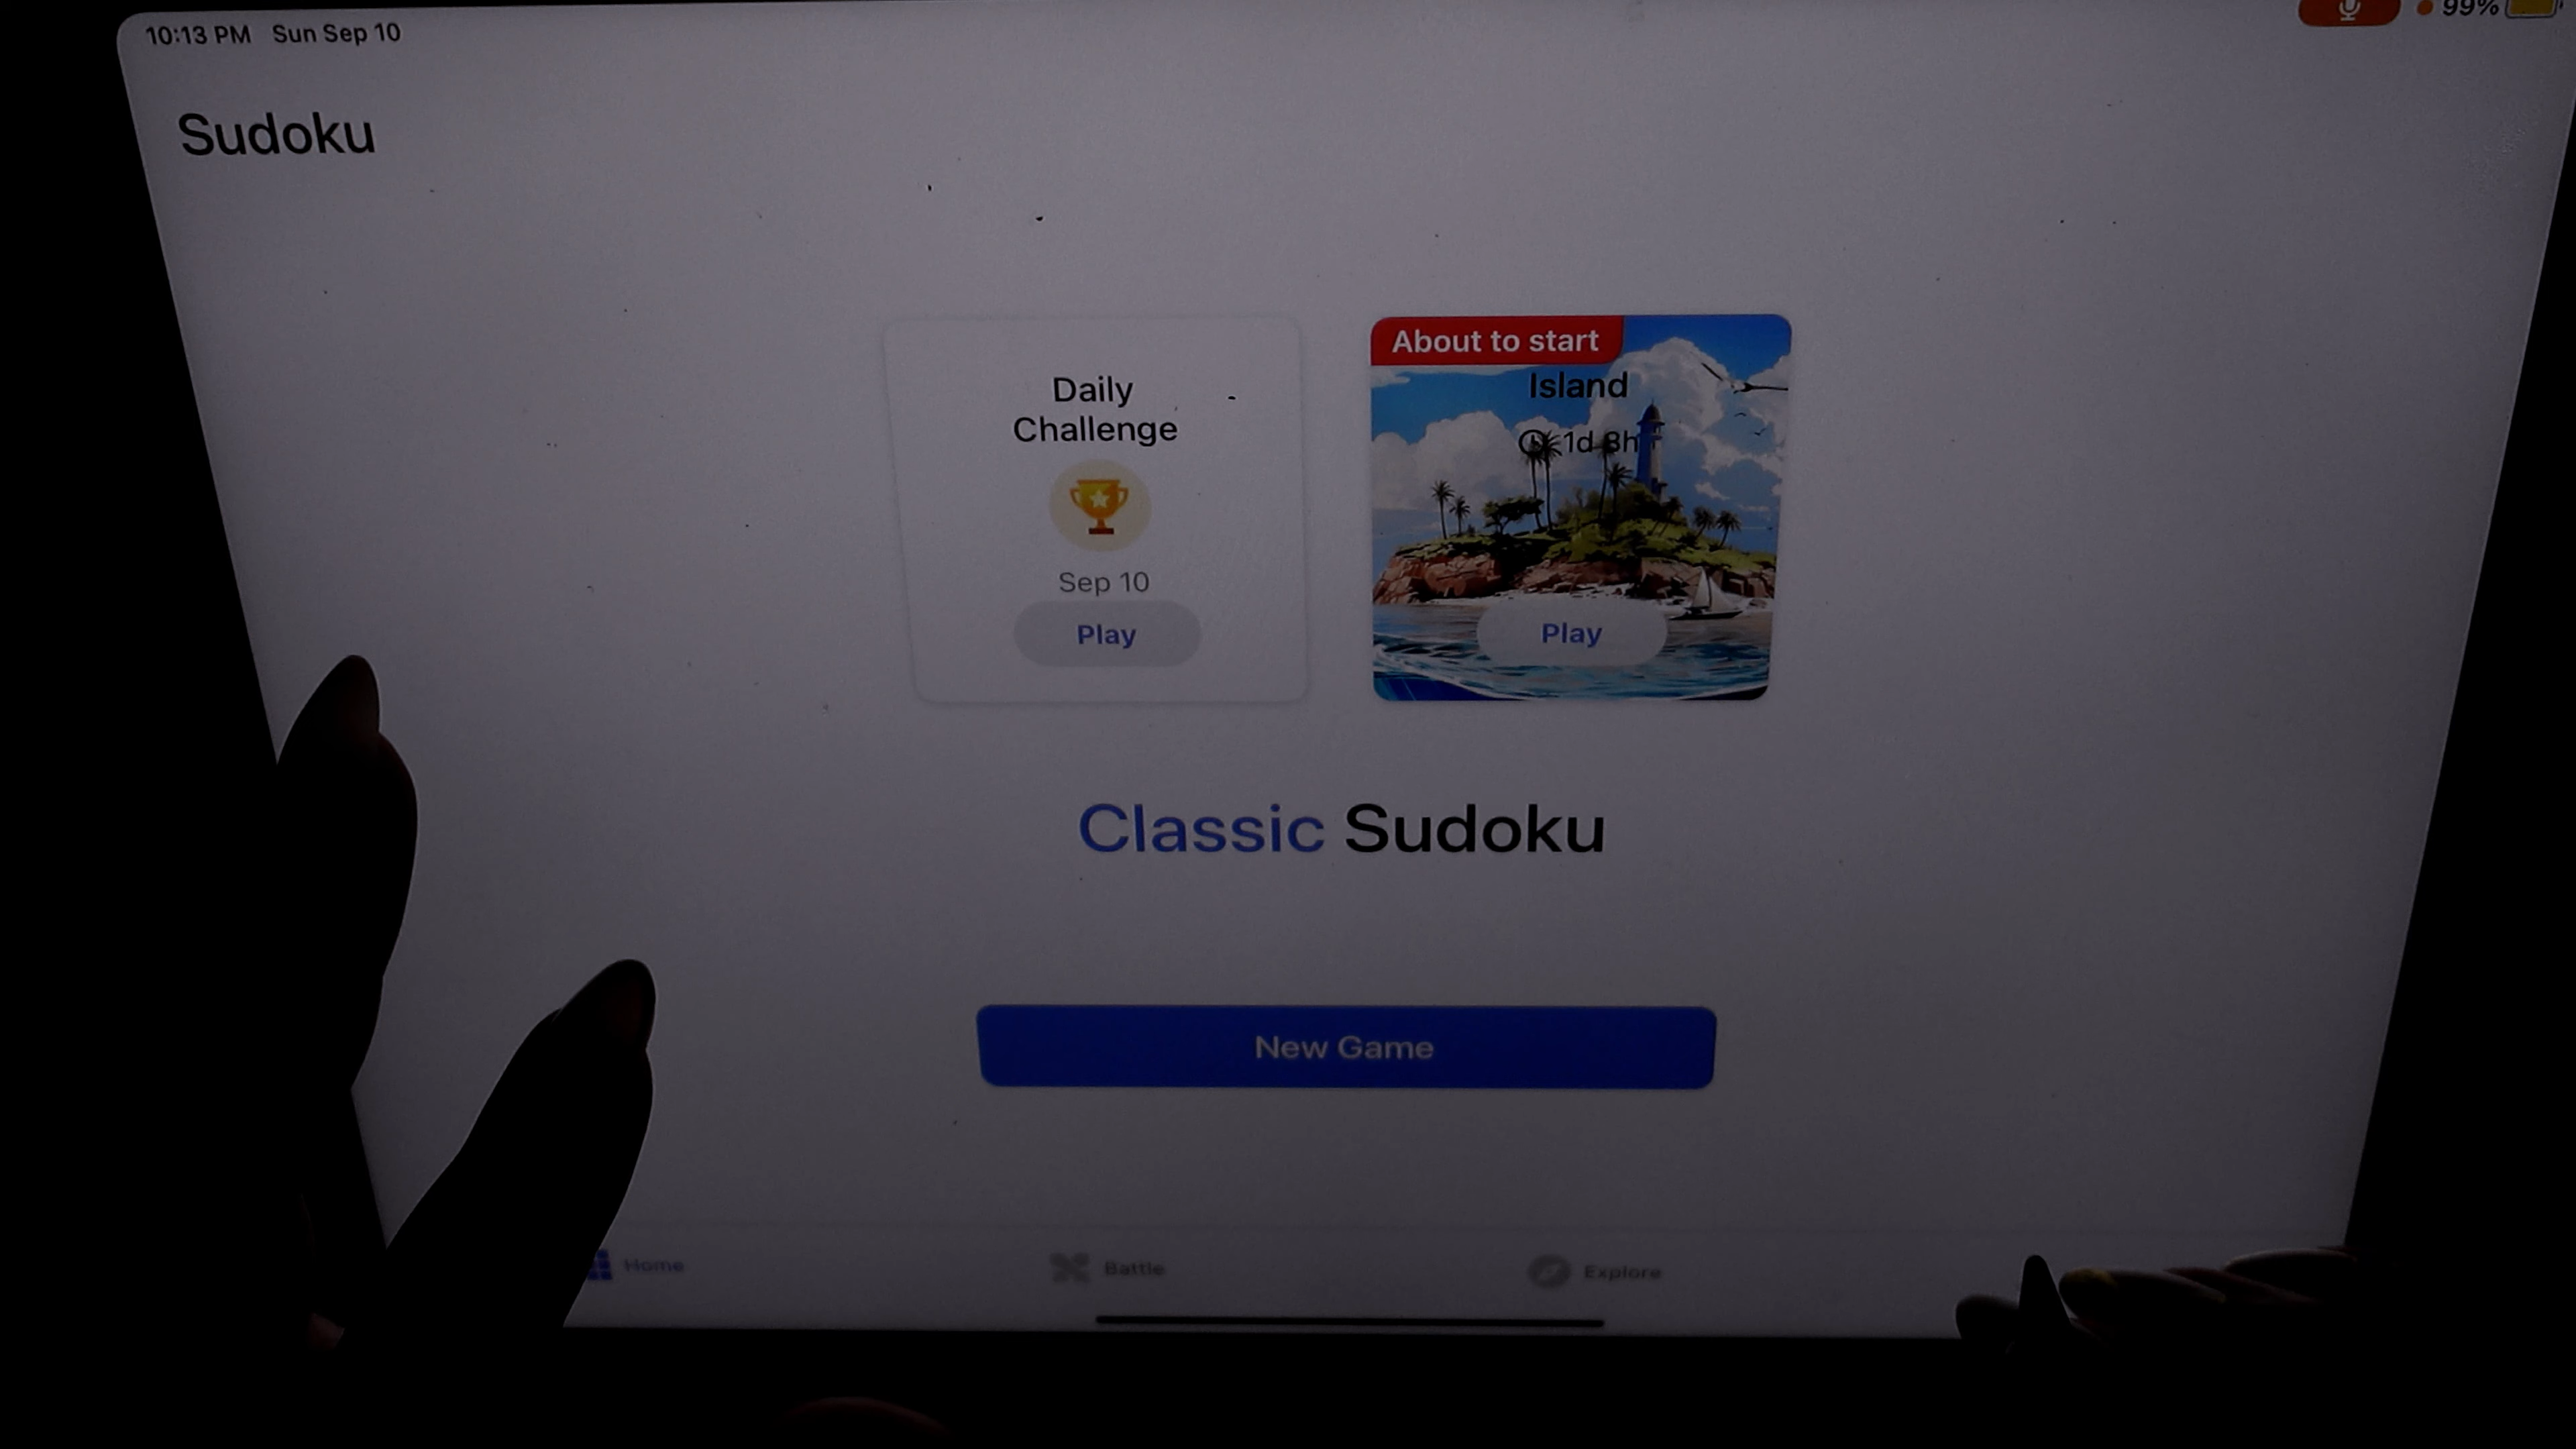 10:13 PM Sun Sep 10
99%
Sudoku
Daily
Challenge
Sep 10
Play
About to start
Island
1d 8h
Play
Classic Sudoku
New Game
Home
Battle
Explore